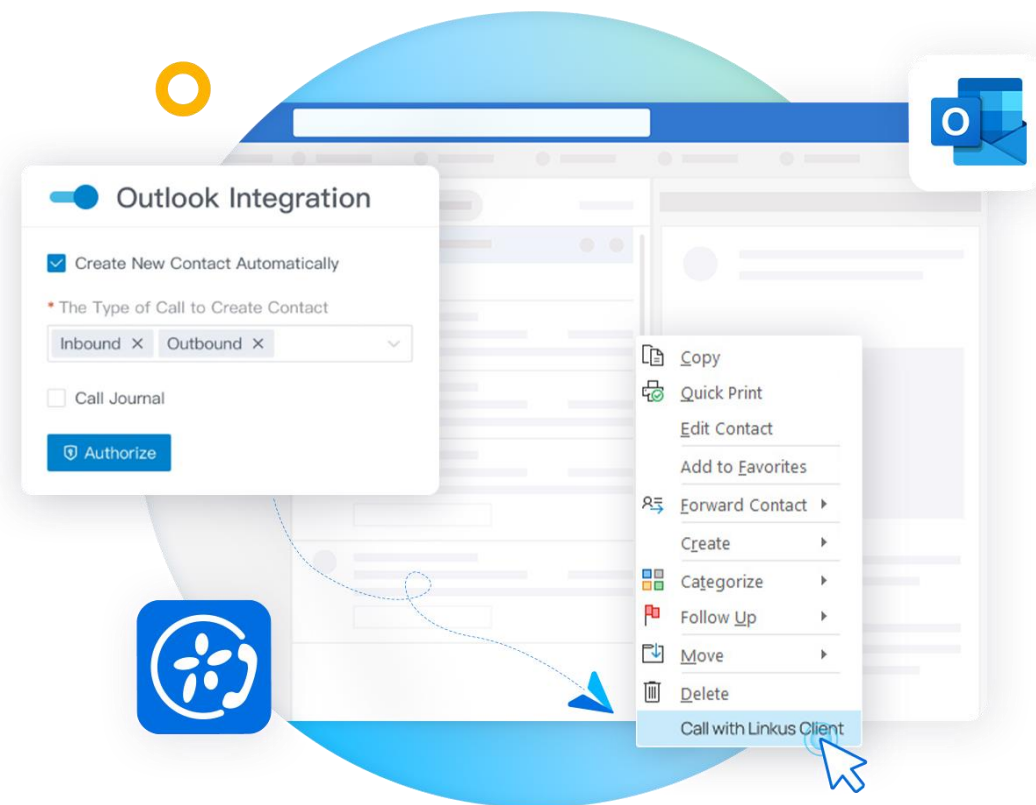 O
Outlook Integration
Create New Contact Automatically
* The Type of Call to Create Contact
Inbound × Outbound ×
Call Journal
Authorize
Copy
Quick Print
Edit Contact
Add to Favorites
Forward Contact
Create
Categorize
Follow Up
Move
Delete
Call with Linkus Client